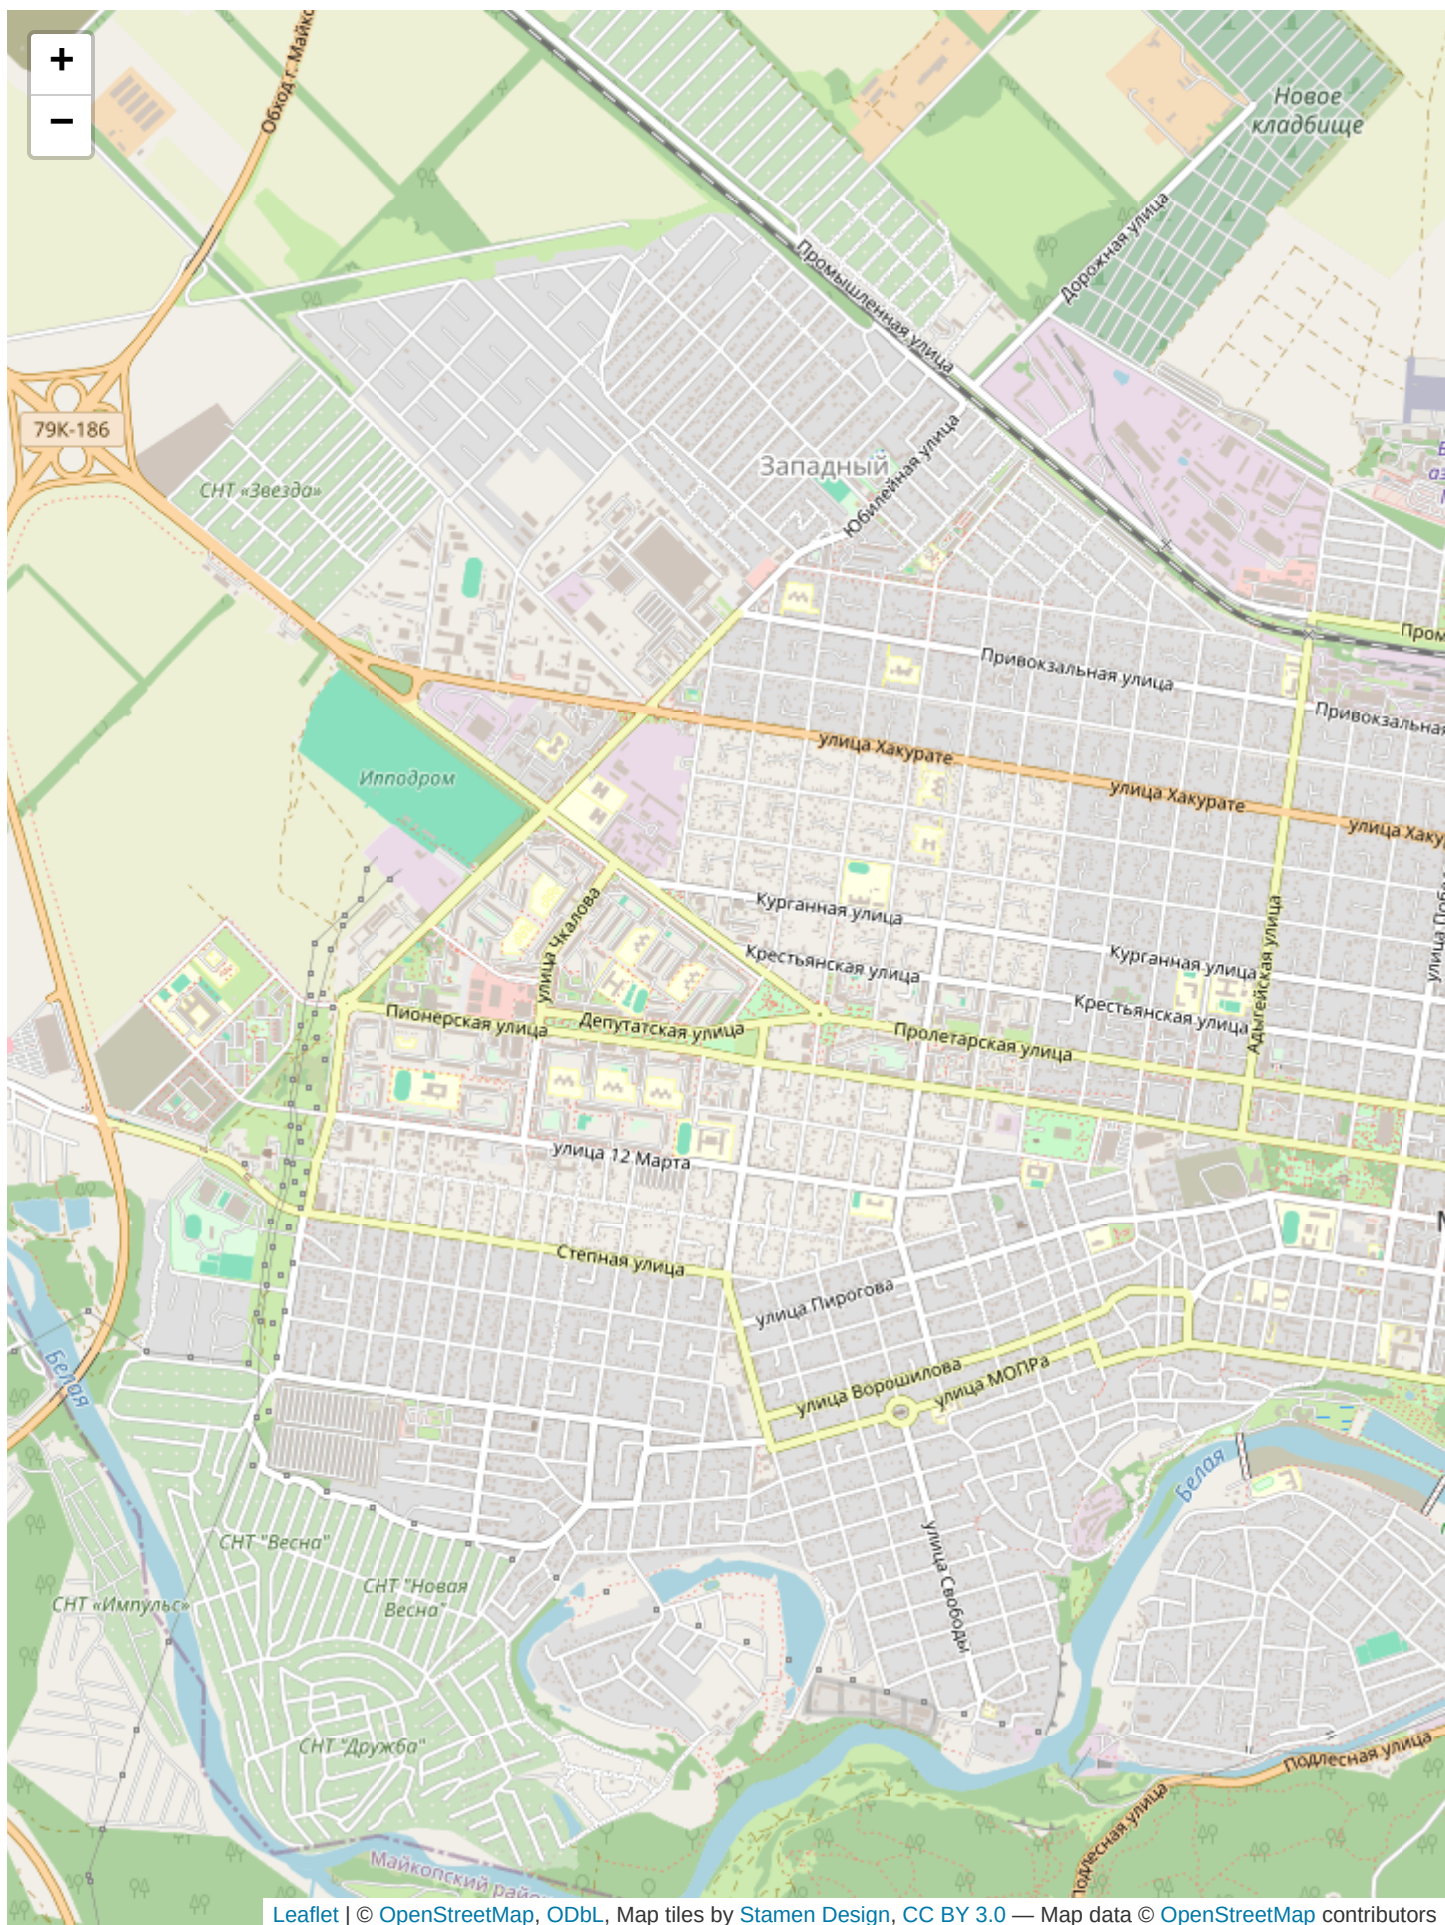 +
−
Обход г. Майко
Новое
кладбище
Дорожная улица
Промышленная улица
79К-186
Западный
Юбилейная улица
СНТ «Звезда»
Пром
Привокзальная улица
Привокзальная
улица Хакурате
улица Хакурате
улица Хакур
Ипподром
Курганная улица
Курганная улица
Крестьянская улица
Крестьянская улица
улица Чкалова
Адыгейская улица
улица Побе
Пионерская улица
Депутатская улица
Пролетарская улица
улица 12 Марта
Степная улица
улица Пирогова
улица Ворошилова
улица МОПРа
Белая
Белая
СНТ "Весна"
СНТ "Новая
Весна"
СНТ «Импульс»
улица Свободы
СНТ "Дружба"
Подлесная улица
Подлесная улица
Майкопский район
Leaflet | © OpenStreetMap, ODbL, Map tiles by Stamen Design, CC BY 3.0 — Map data © OpenStreetMap contributors